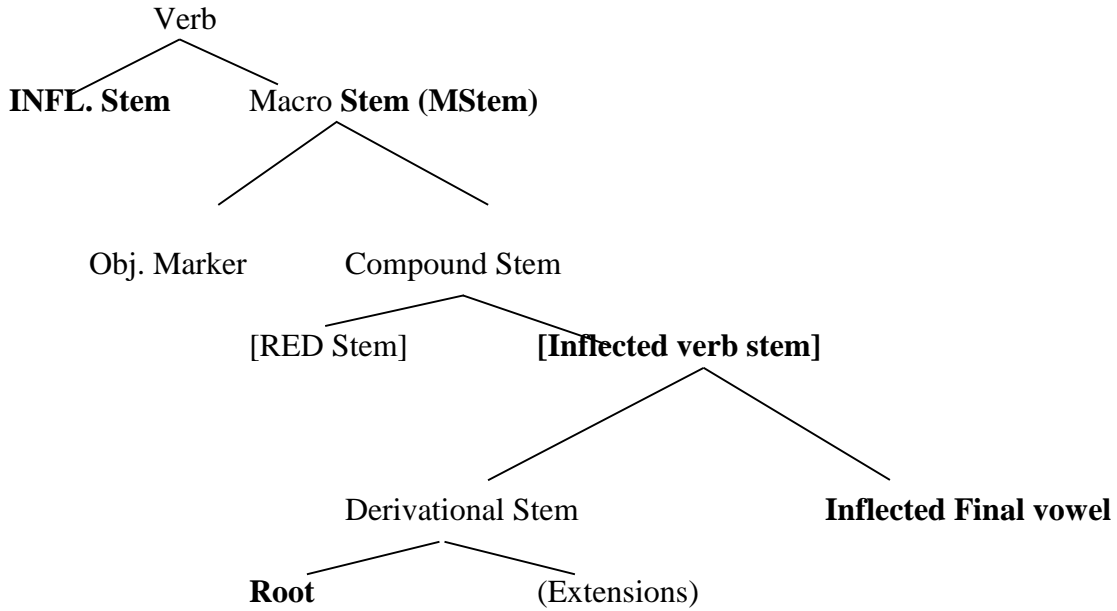 Verb
INFL. Stem Macro Stem (MStem)
Obj. Marker Compound Stem
[RED Stem] [Inflected verb stem]
Derivational Stem Inflected Final vowel
Root (Extensions)